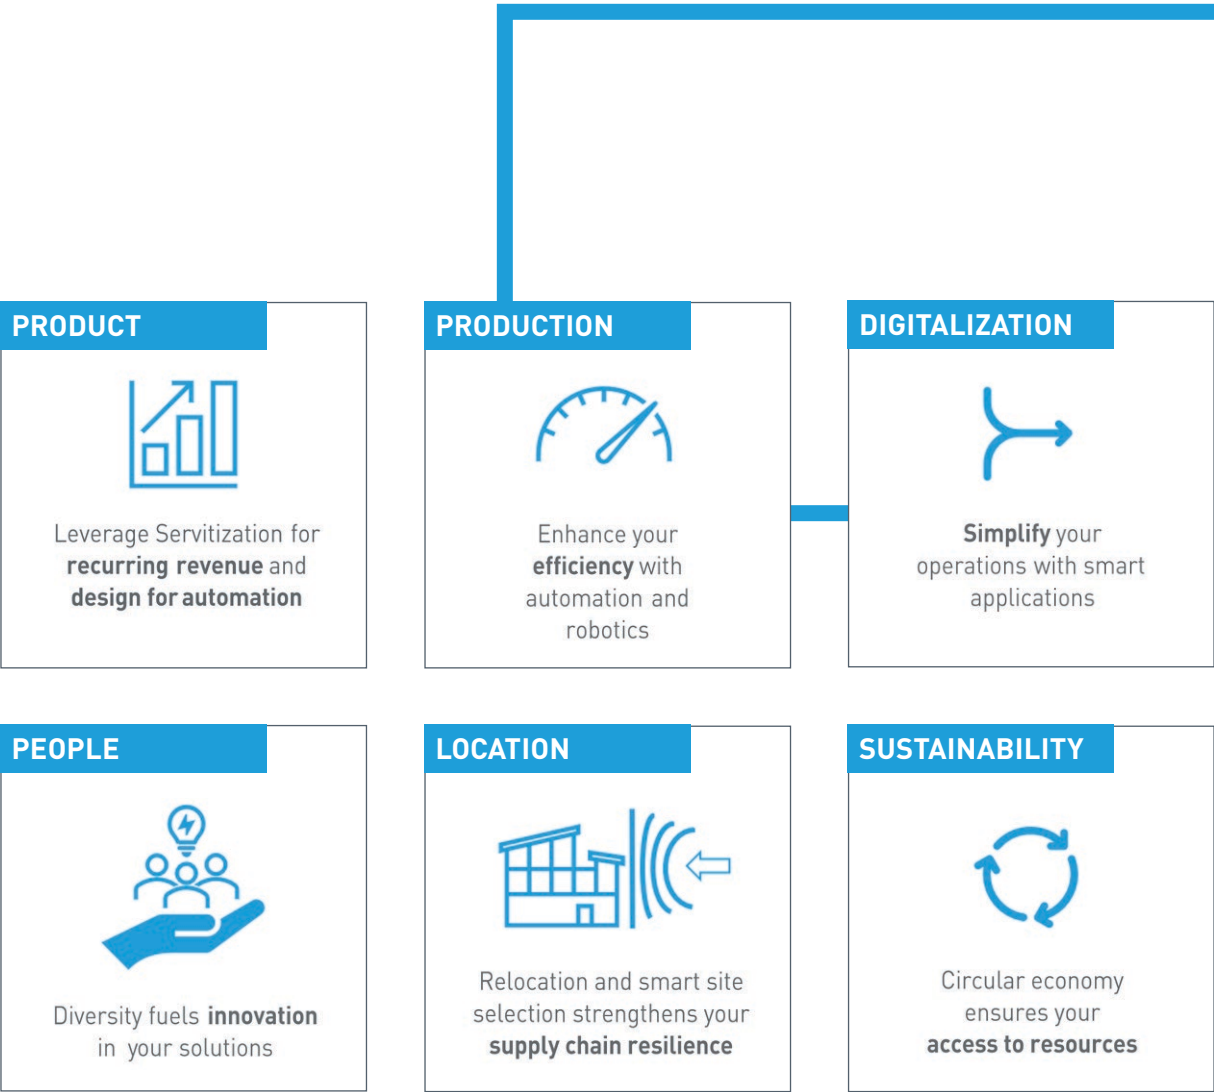 PRODUCT
Leverage Servitization for
recurring revenue and
design for automation
PRODUCTION
Enhance your
efficiency with
automation and
robotics
DIGITALIZATION
Simplify your
operations with smart
applications
PEOPLE
Diversity fuels innovation
in your solutions
LOCATION
Relocation and smart site
selection strengthens your
supply chain resilience
SUSTAINABILITY
Circular economy
ensures your
access to resources